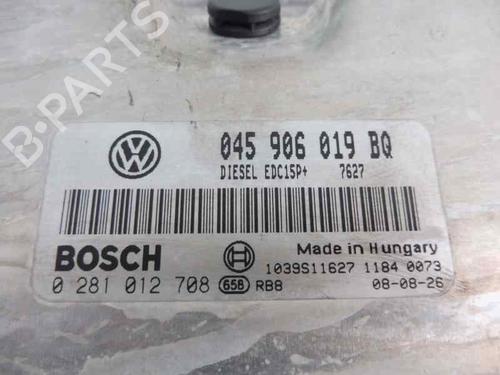 B-PARTS
045 906 019 BQ
DIESEL EDC15P+ 7627
BOSCH
Made in Hungary
1039S11627 1184 0073
0 281 012 708 658 RB8 08-08-26